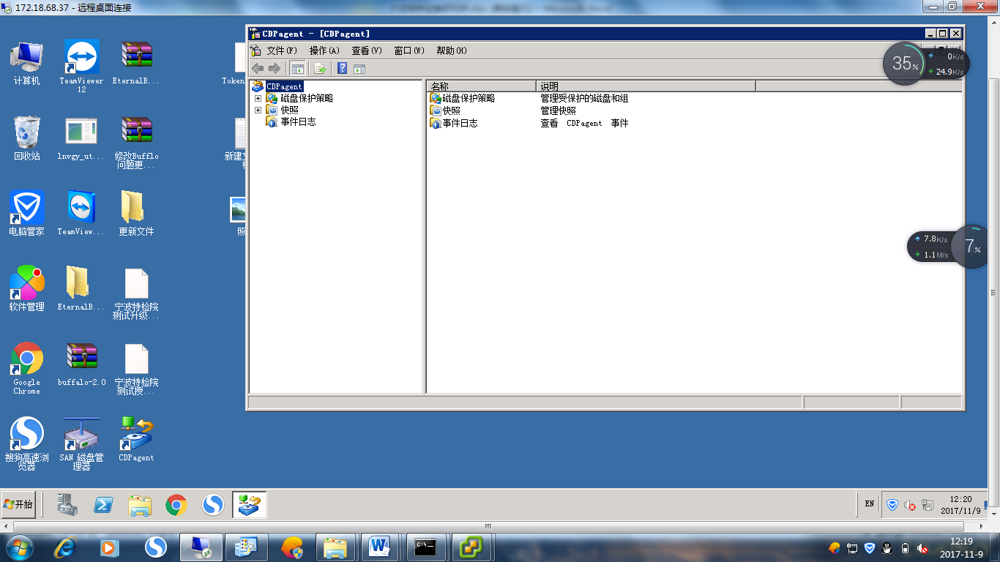 172.18.68.37 - 远程桌面连接
CDPagent - [CDPagent]
文件(F) 操作(A) 查看(V) 窗口(W) 帮助(H)
35%
0K/s
24.9K/s
CDPagent
磁盘保护策略
快照
事件日志
名称 说明
磁盘保护策略 管理受保护的磁盘和组
快照 管理快照
事件日志 查看 CDPagent 事件
7.8K/s
1.1M/s
7%
计算机
TeamViewer
12
EternalB...
Token
回收站
lnvgy_ut...
修改Bufflo
问题更...
新建文
电脑管家
TeamView...
更新文件
照
软件管理
EternalB...
宁波特检院
测试升级...
Google
Chrome
buffalo-2.0
宁波特检院
测试授...
搜狗高速浏
览器
SAN 磁盘管
理器
CDPagent
开始
EN
12:20
2017/11/9
C:\
12:19
2017-11-9